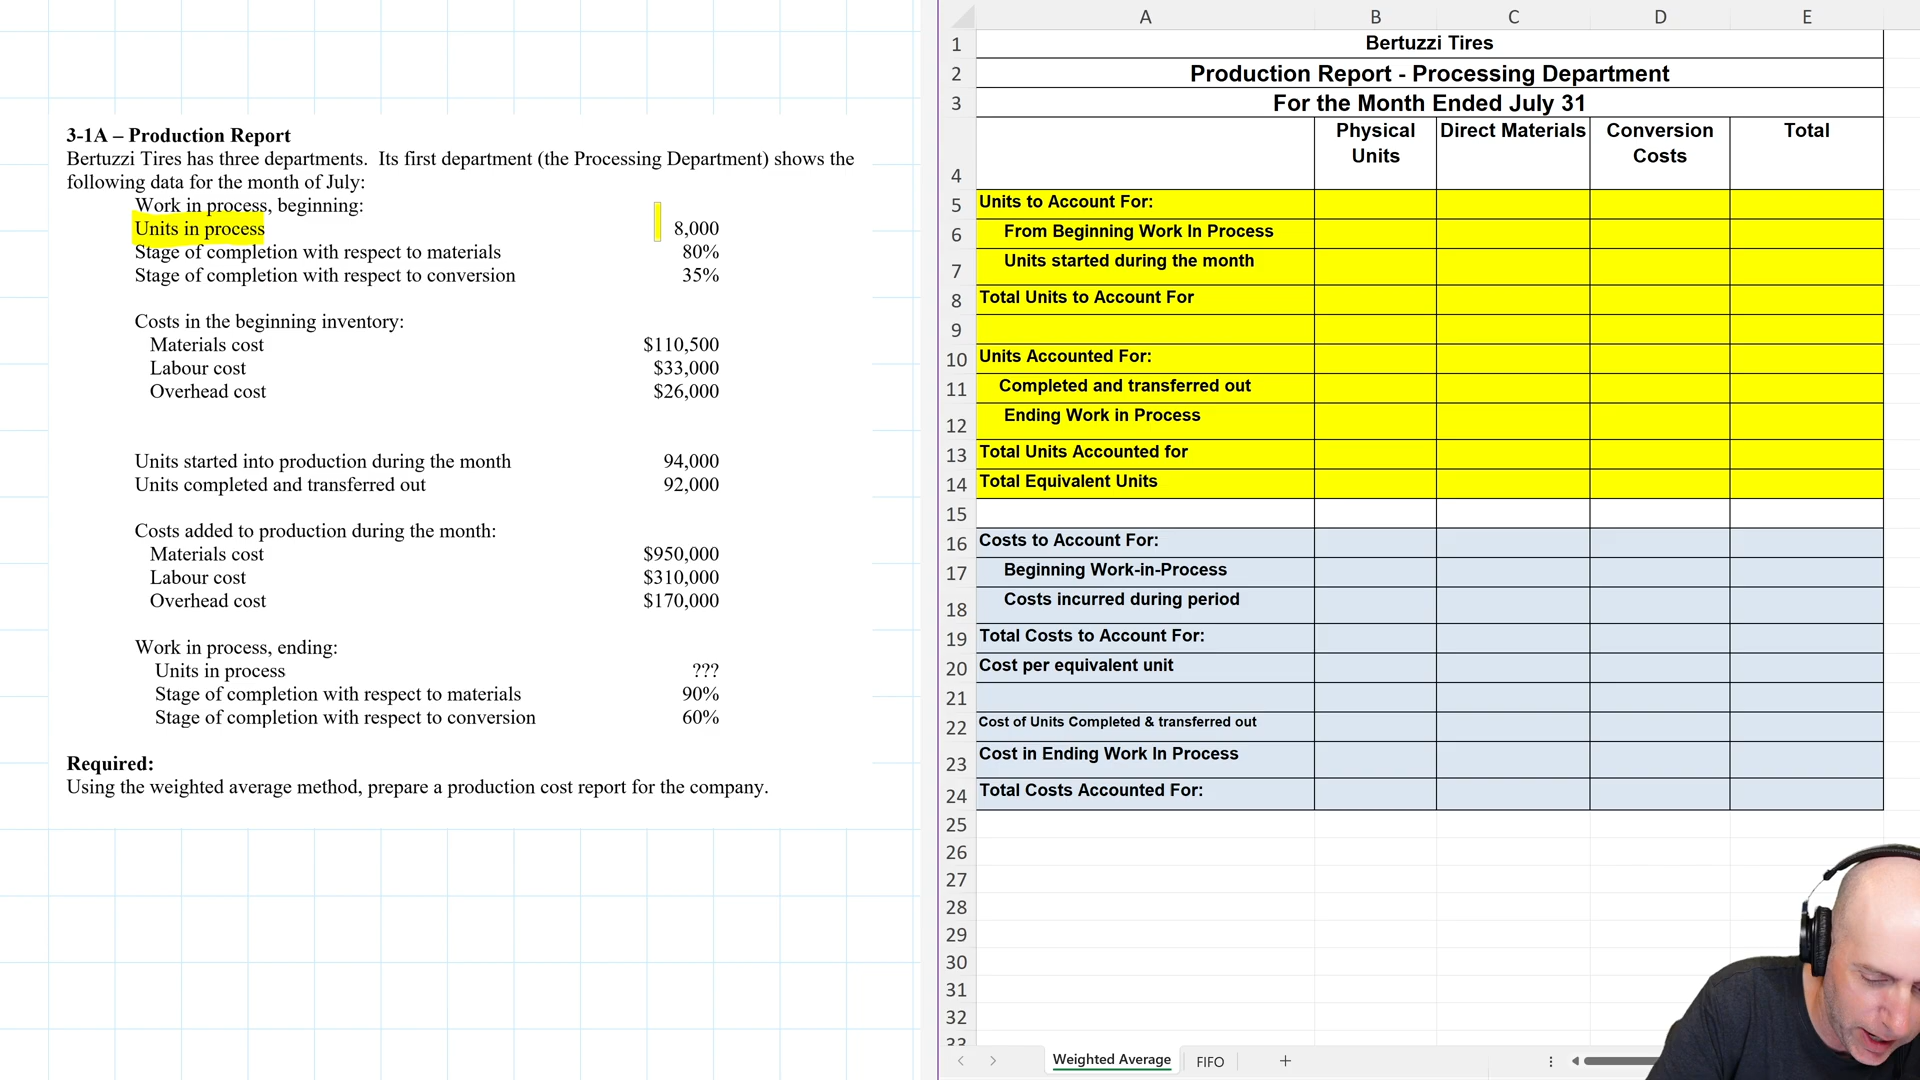 3-1A – Production Report
Bertuzzi Tires has three departments. Its first department (the Processing Department) shows the
following data for the month of July:
Work in process, beginning:
Units in process 8,000
Stage of completion with respect to materials 80%
Stage of completion with respect to conversion 35%
Costs in the beginning inventory:
Materials cost $110,500
Labour cost $33,000
Overhead cost $26,000
Units started into production during the month 94,000
Units completed and transferred out 92,000
Costs added to production during the month:
Materials cost $950,000
Labour cost $310,000
Overhead cost $170,000
Work in process, ending:
Units in process ???
Stage of completion with respect to materials 90%
Stage of completion with respect to conversion 60%
Required:
Using the weighted average method, prepare a production cost report for the company.
A B C D E
1 Bertuzzi Tires
2 Production Report - Processing Department
3 For the Month Ended July 31
Physical Direct Materials Conversion Total
Units Costs
4
5 Units to Account For:
6 From Beginning Work In Process
7 Units started during the month
8 Total Units to Account For
9
10 Units Accounted For:
11 Completed and transferred out
12 Ending Work in Process
13 Total Units Accounted for
14 Total Equivalent Units
15
16 Costs to Account For:
17 Beginning Work-in-Process
18 Costs incurred during period
19 Total Costs to Account For:
20 Cost per equivalent unit
21
22 Cost of Units Completed & transferred out
23 Cost in Ending Work In Process
24 Total Costs Accounted For:
25
26
27
28
29
30
31
32
33
Weighted Average FIFO